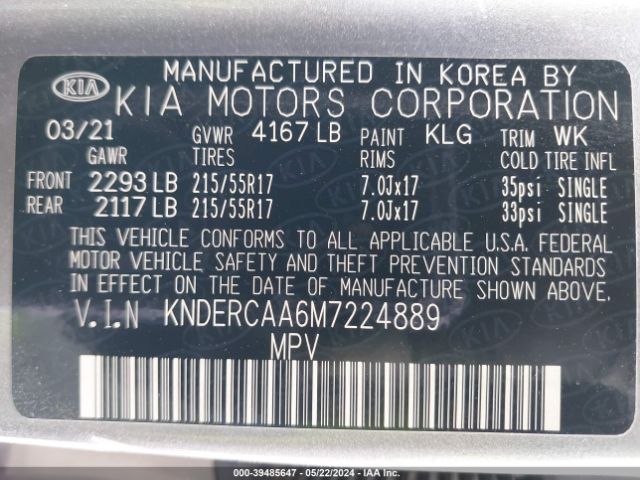 KIA MANUFACTURED IN KOREA BY
KIA MOTORS CORPORATION
03/21 GVWR 4167 LB PAINT KLG TRIM WK
GAWR TIRES RIMS COLD TIRE INFL
FRONT 2293 LB 215/55R17 7.0Jx17 35psi SINGLE
REAR 2117 LB 215/55R17 7.0Jx17 33psi SINGLE
THIS VEHICLE CONFORMS TO ALL APPLICABLE U.S.A. FEDERAL
MOTOR VEHICLE SAFETY AND THEFT PREVENTION STANDARDS
IN EFFECT ON THE DATE OF MANUFACTURE SHOWN ABOVE.
V.I.N KNDERCAA6M7224889
MPV
000-39485647 - 05/22/2024 - IAA Inc.